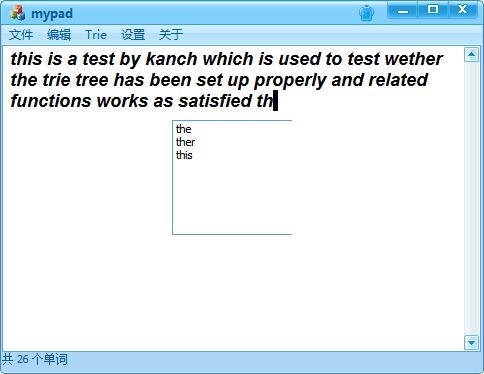 mypad
文件 编辑 Trie 设置 关于
this is a test by kanch which is used to test wether
the trie tree has been set up properly and related
functions works as satisfied th
the
ther
this
共 26 个单词